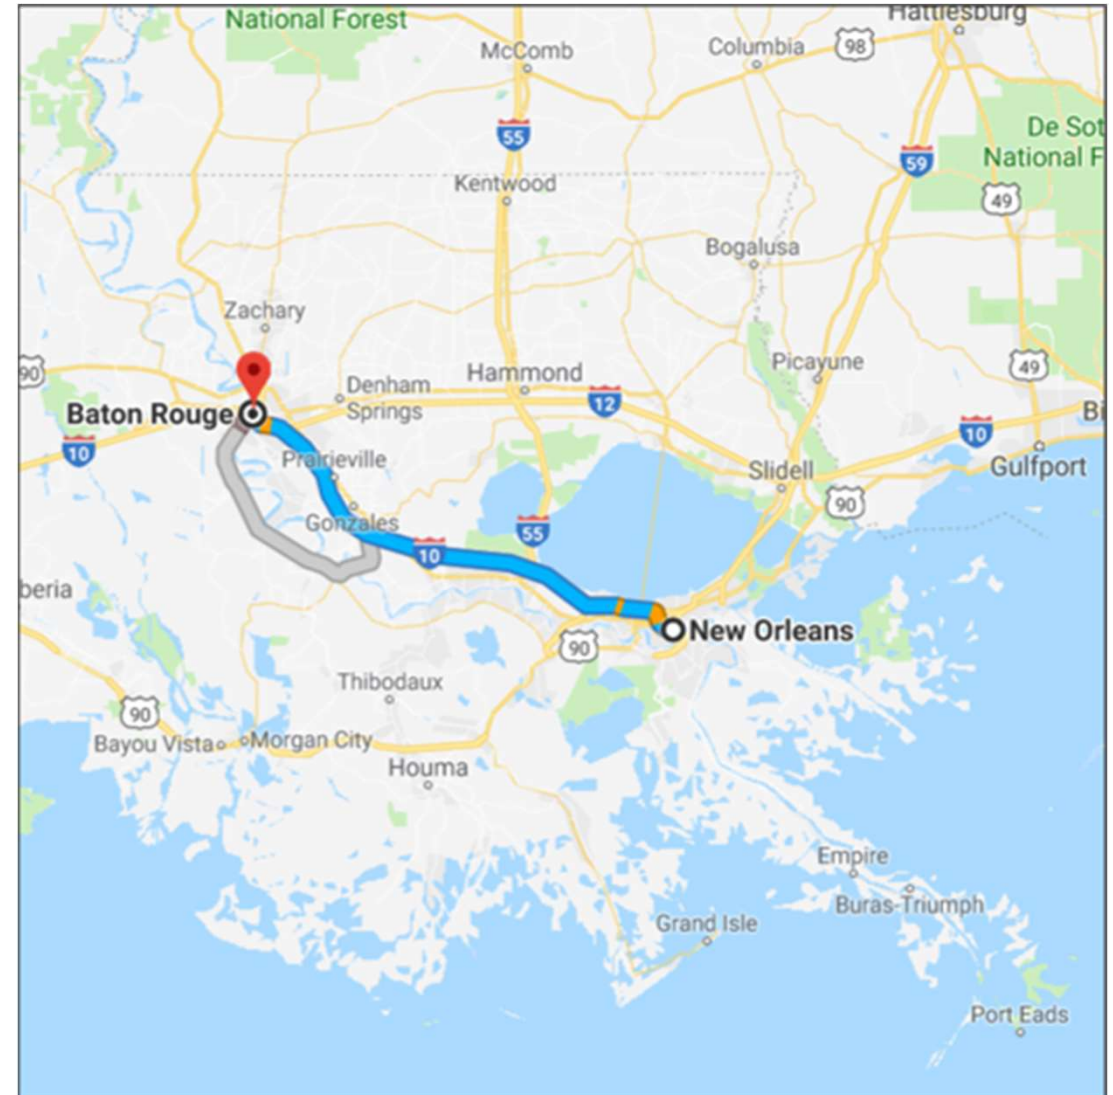 National Forest
Hattiesburg
McComb
Columbia
98
55
De Sot
National F
59
Kentwood
49
Bogalusa
Zachary
90
Picayune
49
Hammond
Denham
Springs
12
Baton Rouge
Bi
10
10
Prairieville
Slidell
Gulfport
90
Gonzales
55
10
beria
90
New Orleans
Thibodaux
90
Bayou Vista
Morgan City
Houma
Empire
Buras-Triumph
Grand Isle
Port Eads